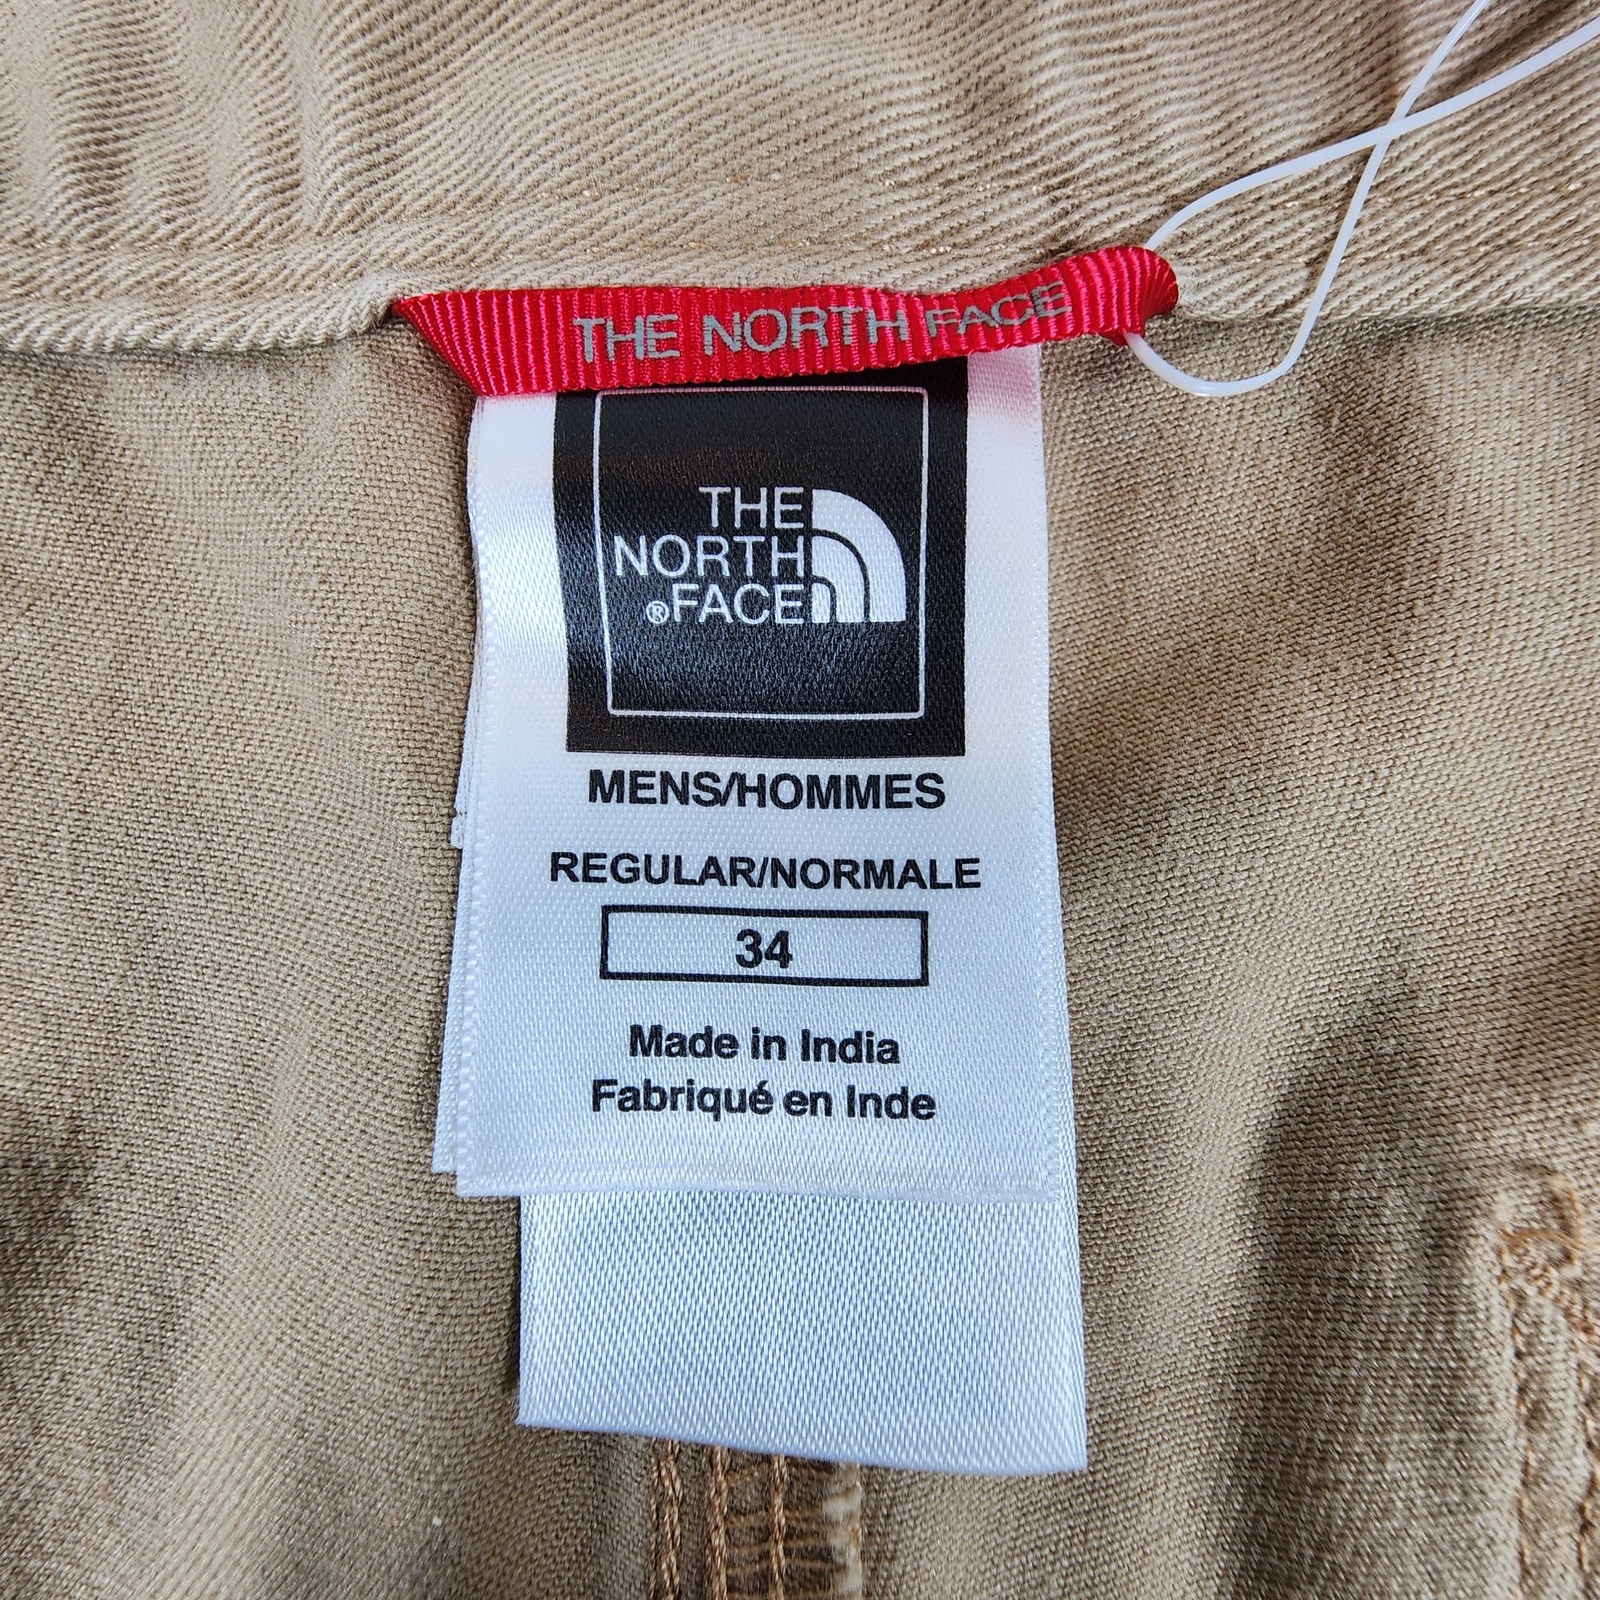 THE NORTH FACE
THE
NORTH
®FACE
MENS/HOMMES
REGULAR/NORMALE
34
Made in India
Fabriqué en Inde